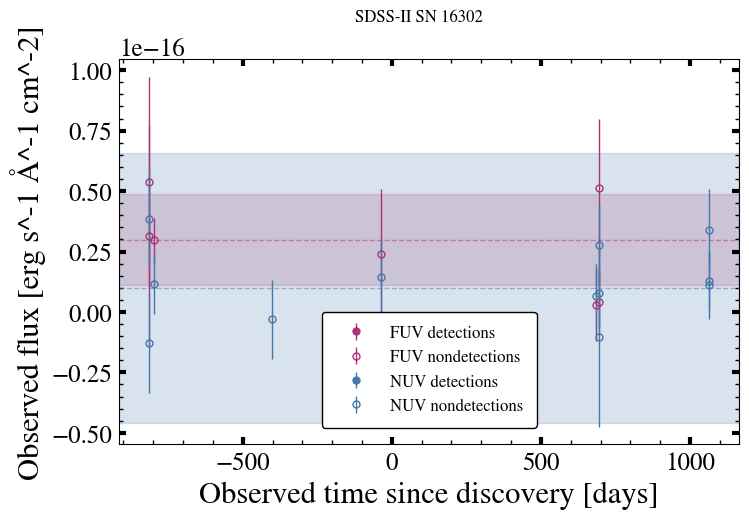 SDSS-II SN 16302
1e−16
1.00
0.75
0.50
0.25
0.00
−0.25
−0.50
Observed flux [erg s^-1 Å^-1 cm^-2]
FUV detections
FUV nondetections
NUV detections
NUV nondetections
−500
0
500
1000
Observed time since discovery [days]